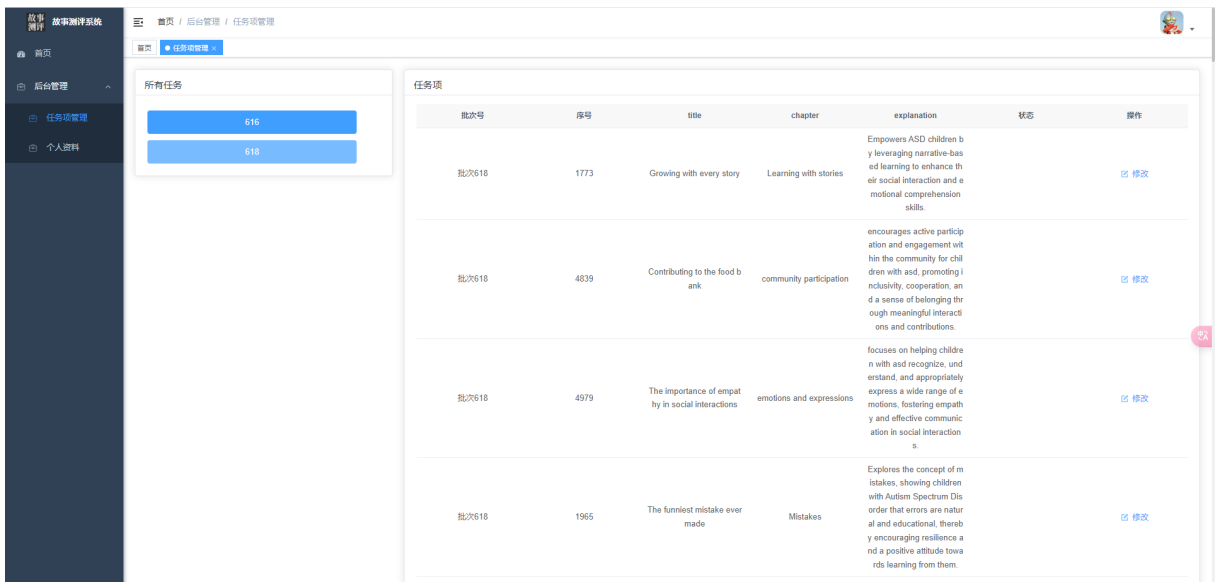 故事
测评
故事测评系统
首页 / 后台管理 / 任务项管理
首页
后台管理
任务项管理
个人资料
首页
任务项管理 ×
所有任务
616
618
任务项
批次号 序号 title chapter explanation 状态 操作
批次618 1773 Growing with every story Learning with stories
Empowers ASD children b
y leveraging narrative-bas
ed learning to enhance th
eir social interaction and e
motional comprehension
skills.
修改
批次618 4839
Contributing to the food b
ank
community participation
encourages active particip
ation and engagement wit
hin the community for chil
dren with asd, promoting i
nclusivity, cooperation, an
d a sense of belonging thr
ough meaningful interacti
ons and contributions.
修改
批次618 4979
The importance of empat
hy in social interactions
emotions and expressions
focuses on helping childre
n with asd recognize, und
erstand, and appropriately
express a wide range of e
motions, fostering empath
y and effective communic
ation in social interaction
s.
修改
批次618 1965
The funniest mistake ever
made
Mistakes
Explores the concept of m
istakes, showing children
with Autism Spectrum Dis
order that errors are natur
al and educational, thereb
y encouraging resilience a
nd a positive attitude towa
rds learning from them.
修改